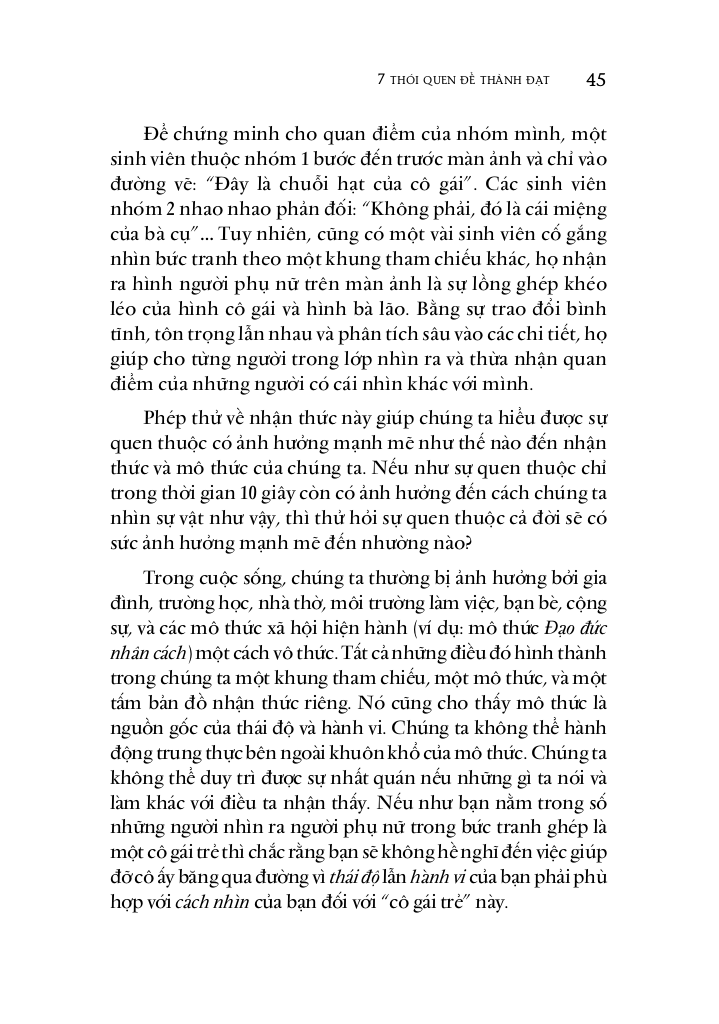 7 THÓI QUEN ĐỂ THÀNH ĐẠT 45
Để chứng minh cho quan điểm của nhóm mình, một
sinh viên thuộc nhóm 1 bước đến trước màn ảnh và chỉ vào
đường vẽ: “Đây là chuỗi hạt của cô gái”. Các sinh viên
nhóm 2 nhao nhao phản đối: “Không phải, đó là cái miệng
của bà cụ”... Tuy nhiên, cũng có một vài sinh viên cố gắng
nhìn bức tranh theo một khung tham chiếu khác, họ nhận
ra hình người phụ nữ trên màn ảnh là sự lồng ghép khéo
léo của hình cô gái và hình bà lão. Bằng sự trao đổi bình
tĩnh, tôn trọng lẫn nhau và phân tích sâu vào các chi tiết, họ
giúp cho từng người trong lớp nhìn ra và thừa nhận quan
điểm của những người có cái nhìn khác với mình.
Phép thử về nhận thức này giúp chúng ta hiểu được sự
quen thuộc có ảnh hưởng mạnh mẽ như thế nào đến nhận
thức và mô thức của chúng ta. Nếu như sự quen thuộc chỉ
trong thời gian 10 giây còn có ảnh hưởng đến cách chúng ta
nhìn sự vật như vậy, thì thử hỏi sự quen thuộc cả đời sẽ có
sức ảnh hưởng mạnh mẽ đến nhường nào?
Trong cuộc sống, chúng ta thường bị ảnh hưởng bởi gia
đình, trường học, nhà thờ, môi trường làm việc, bạn bè, cộng
sự, và các mô thức xã hội hiện hành (ví dụ: mô thức Đạo đức
nhân cách) một cách vô thức. Tất cả những điều đó hình thành
trong chúng ta một khung tham chiếu, một mô thức, và một
tấm bản đồ nhận thức riêng. Nó cũng cho thấy mô thức là
nguồn gốc của thái độ và hành vi. Chúng ta không thể hành
động trung thực bên ngoài khuôn khổ của mô thức. Chúng ta
không thể duy trì được sự nhất quán nếu những gì ta nói và
làm khác với điều ta nhận thấy. Nếu như bạn nằm trong số
những người nhìn ra người phụ nữ trong bức tranh ghép là
một cô gái trẻ thì chắc rằng bạn sẽ không hề nghĩ đến việc giúp
đỡ cô ấy băng qua đường vì thái độ lẫn hành vi của bạn phải phù
hợp với cách nhìn của bạn đối với “cô gái trẻ” này.